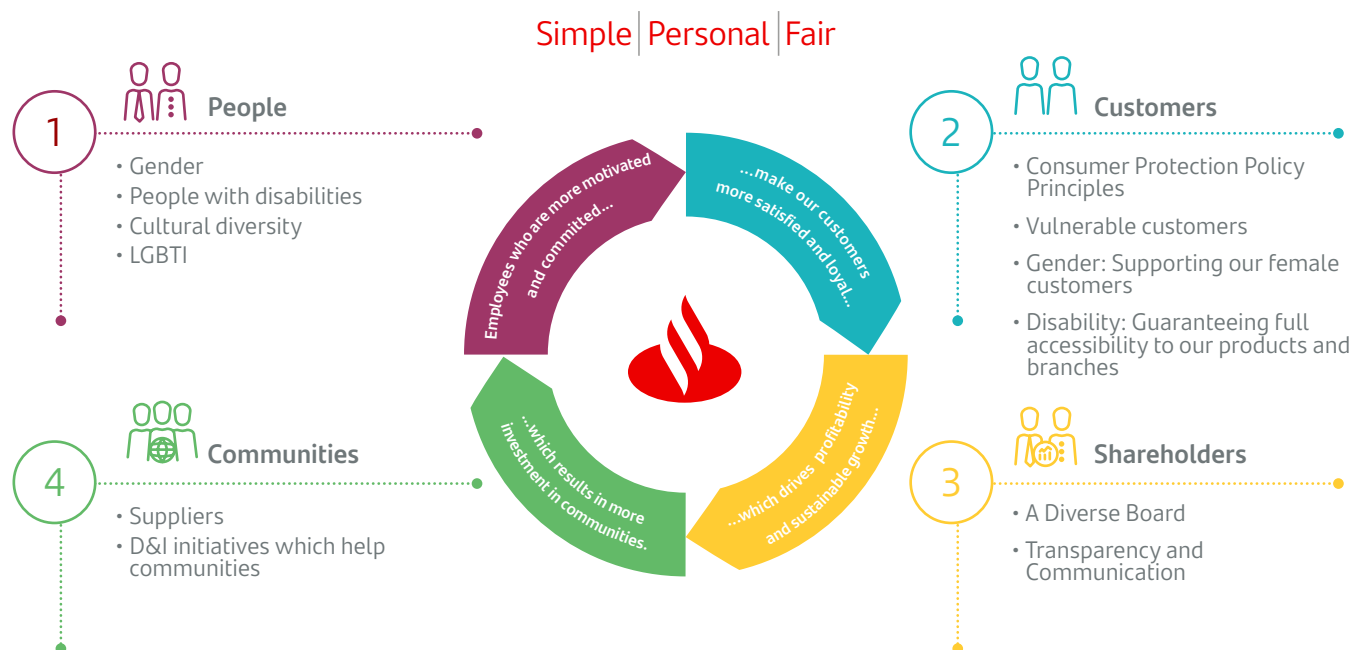 Simple | Personal | Fair
1
People
• Gender
• People with disabilities
• Cultural diversity
• LGBTI
2
Customers
• Consumer Protection Policy
Principles
• Vulnerable customers
• Gender: Supporting our female
customers
• Disability: Guaranteeing full
accessibility to our products and
branches
Employees who are more motivated
and committed...
...make our customers
more satisfied and loyal...
...which drives profitability
and sustainable growth...
...which results in more
investment in communities.
3
Shareholders
• A Diverse Board
• Transparency and
Communication
4
Communities
• Suppliers
• D&I initiatives which help
communities